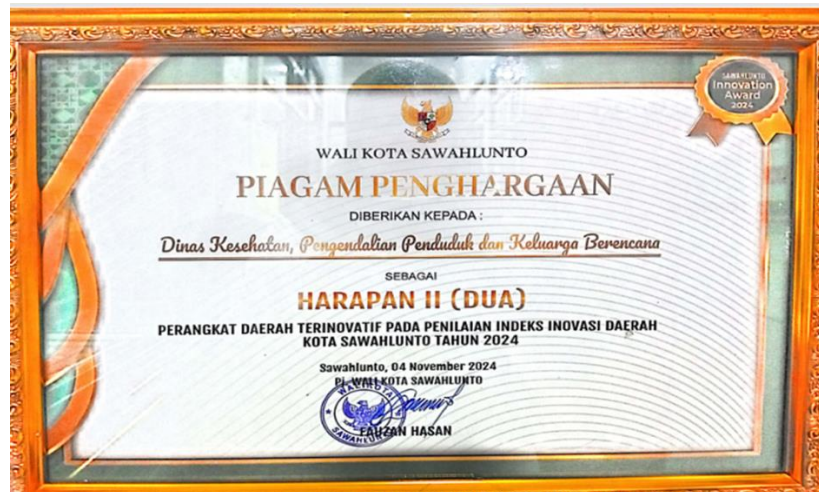 SAWAHLUNTO
Innovation
Award
2024
WALI KOTA SAWAHLUNTO
PIAGAM PENGHARGAAN
DIBERIKAN KEPADA :
Dinas Kesehatan, Pengendalian Penduduk dan Keluarga Berencana
SEBAGAI
HARAPAN II (DUA)
PERANGKAT DAERAH TERINOVATIF PADA PENILAIAN INDEKS INOVASI DAERAH
KOTA SAWAHLUNTO TAHUN 2024
Sawahlunto, 04 November 2024
Pj. WALI KOTA SAWAHLUNTO
WALIKOTA
SAWAHLUNTO
FAUZAN HASAN